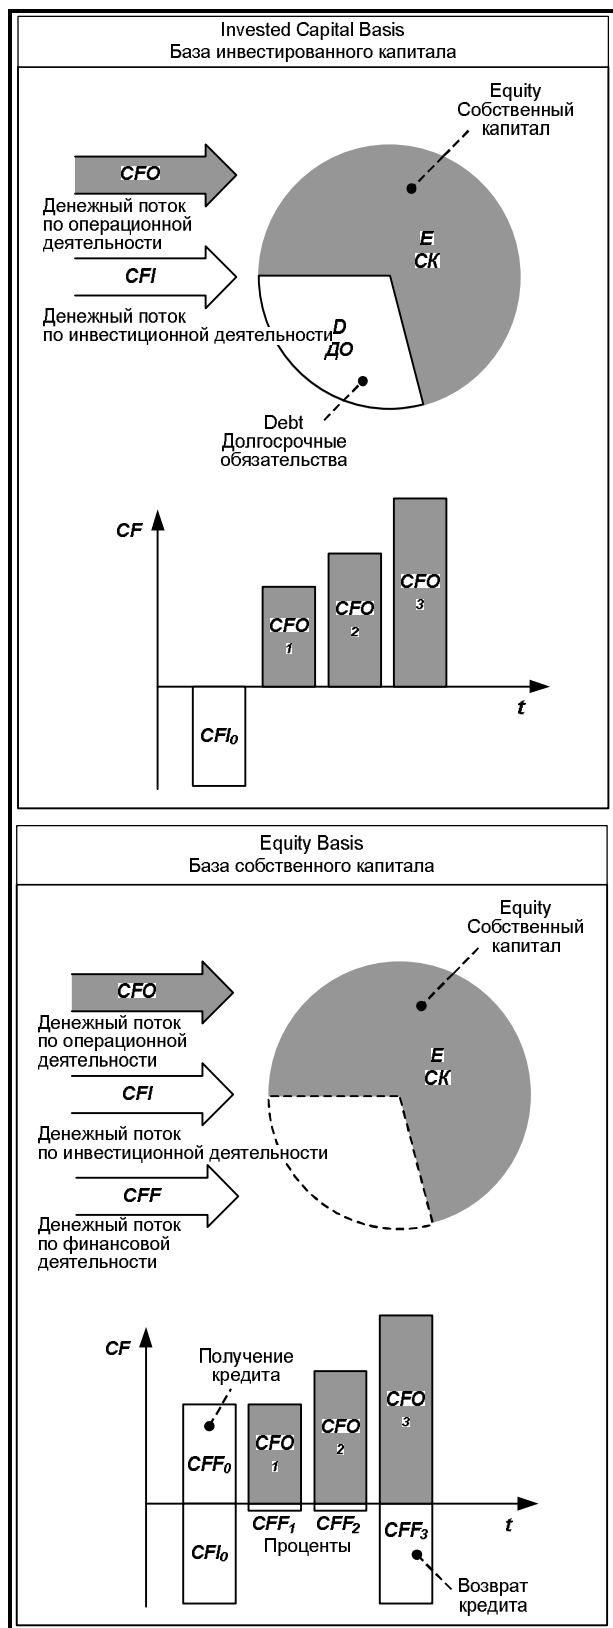 Invested Capital Basis
База инвестированного капитала
Equity
Собственный
капитал
CFO
Денежный поток
по операционной
деятельности
E
СК
CFI
Денежный поток
по инвестиционной деятельности
D
ДО
Debt
Долгосрочные
обязательства
CF
CFO
3
CFO
2
CFO
1
t
CFI₀
Equity Basis
База собственного капитала
Equity
Собственный
капитал
CFO
Денежный поток
по операционной
деятельности
E
СК
CFI
Денежный поток
по инвестиционной деятельности
CFF
Денежный поток
по финансовой
деятельности
CF
Получение
кредита
CFO
3
CFO
2
CFO
1
CFF₀
CFI₀
CFF₁
CFF₂
CFF₃
t
Проценты
Возврат
кредита